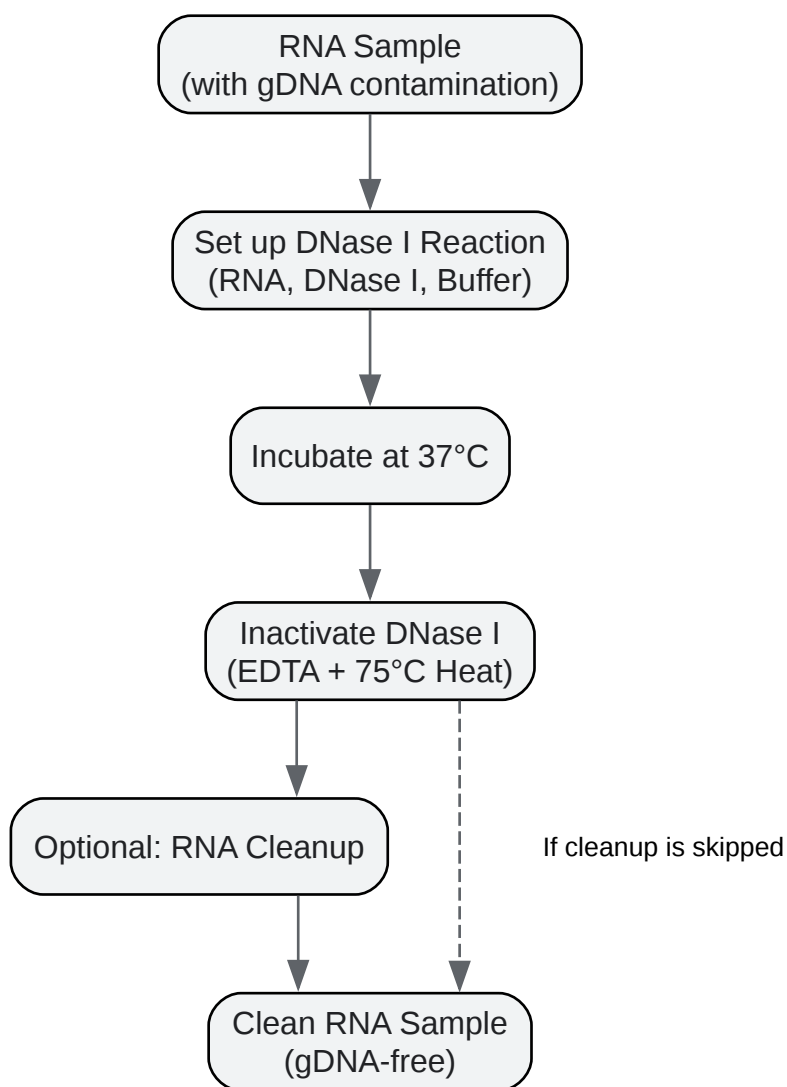 RNA Sample
(with gDNA contamination)
Set up DNase I Reaction
(RNA, DNase I, Buffer)
Incubate at 37°C
Inactivate DNase I
(EDTA + 75°C Heat)
Optional: RNA Cleanup
If cleanup is skipped
Clean RNA Sample
(gDNA-free)